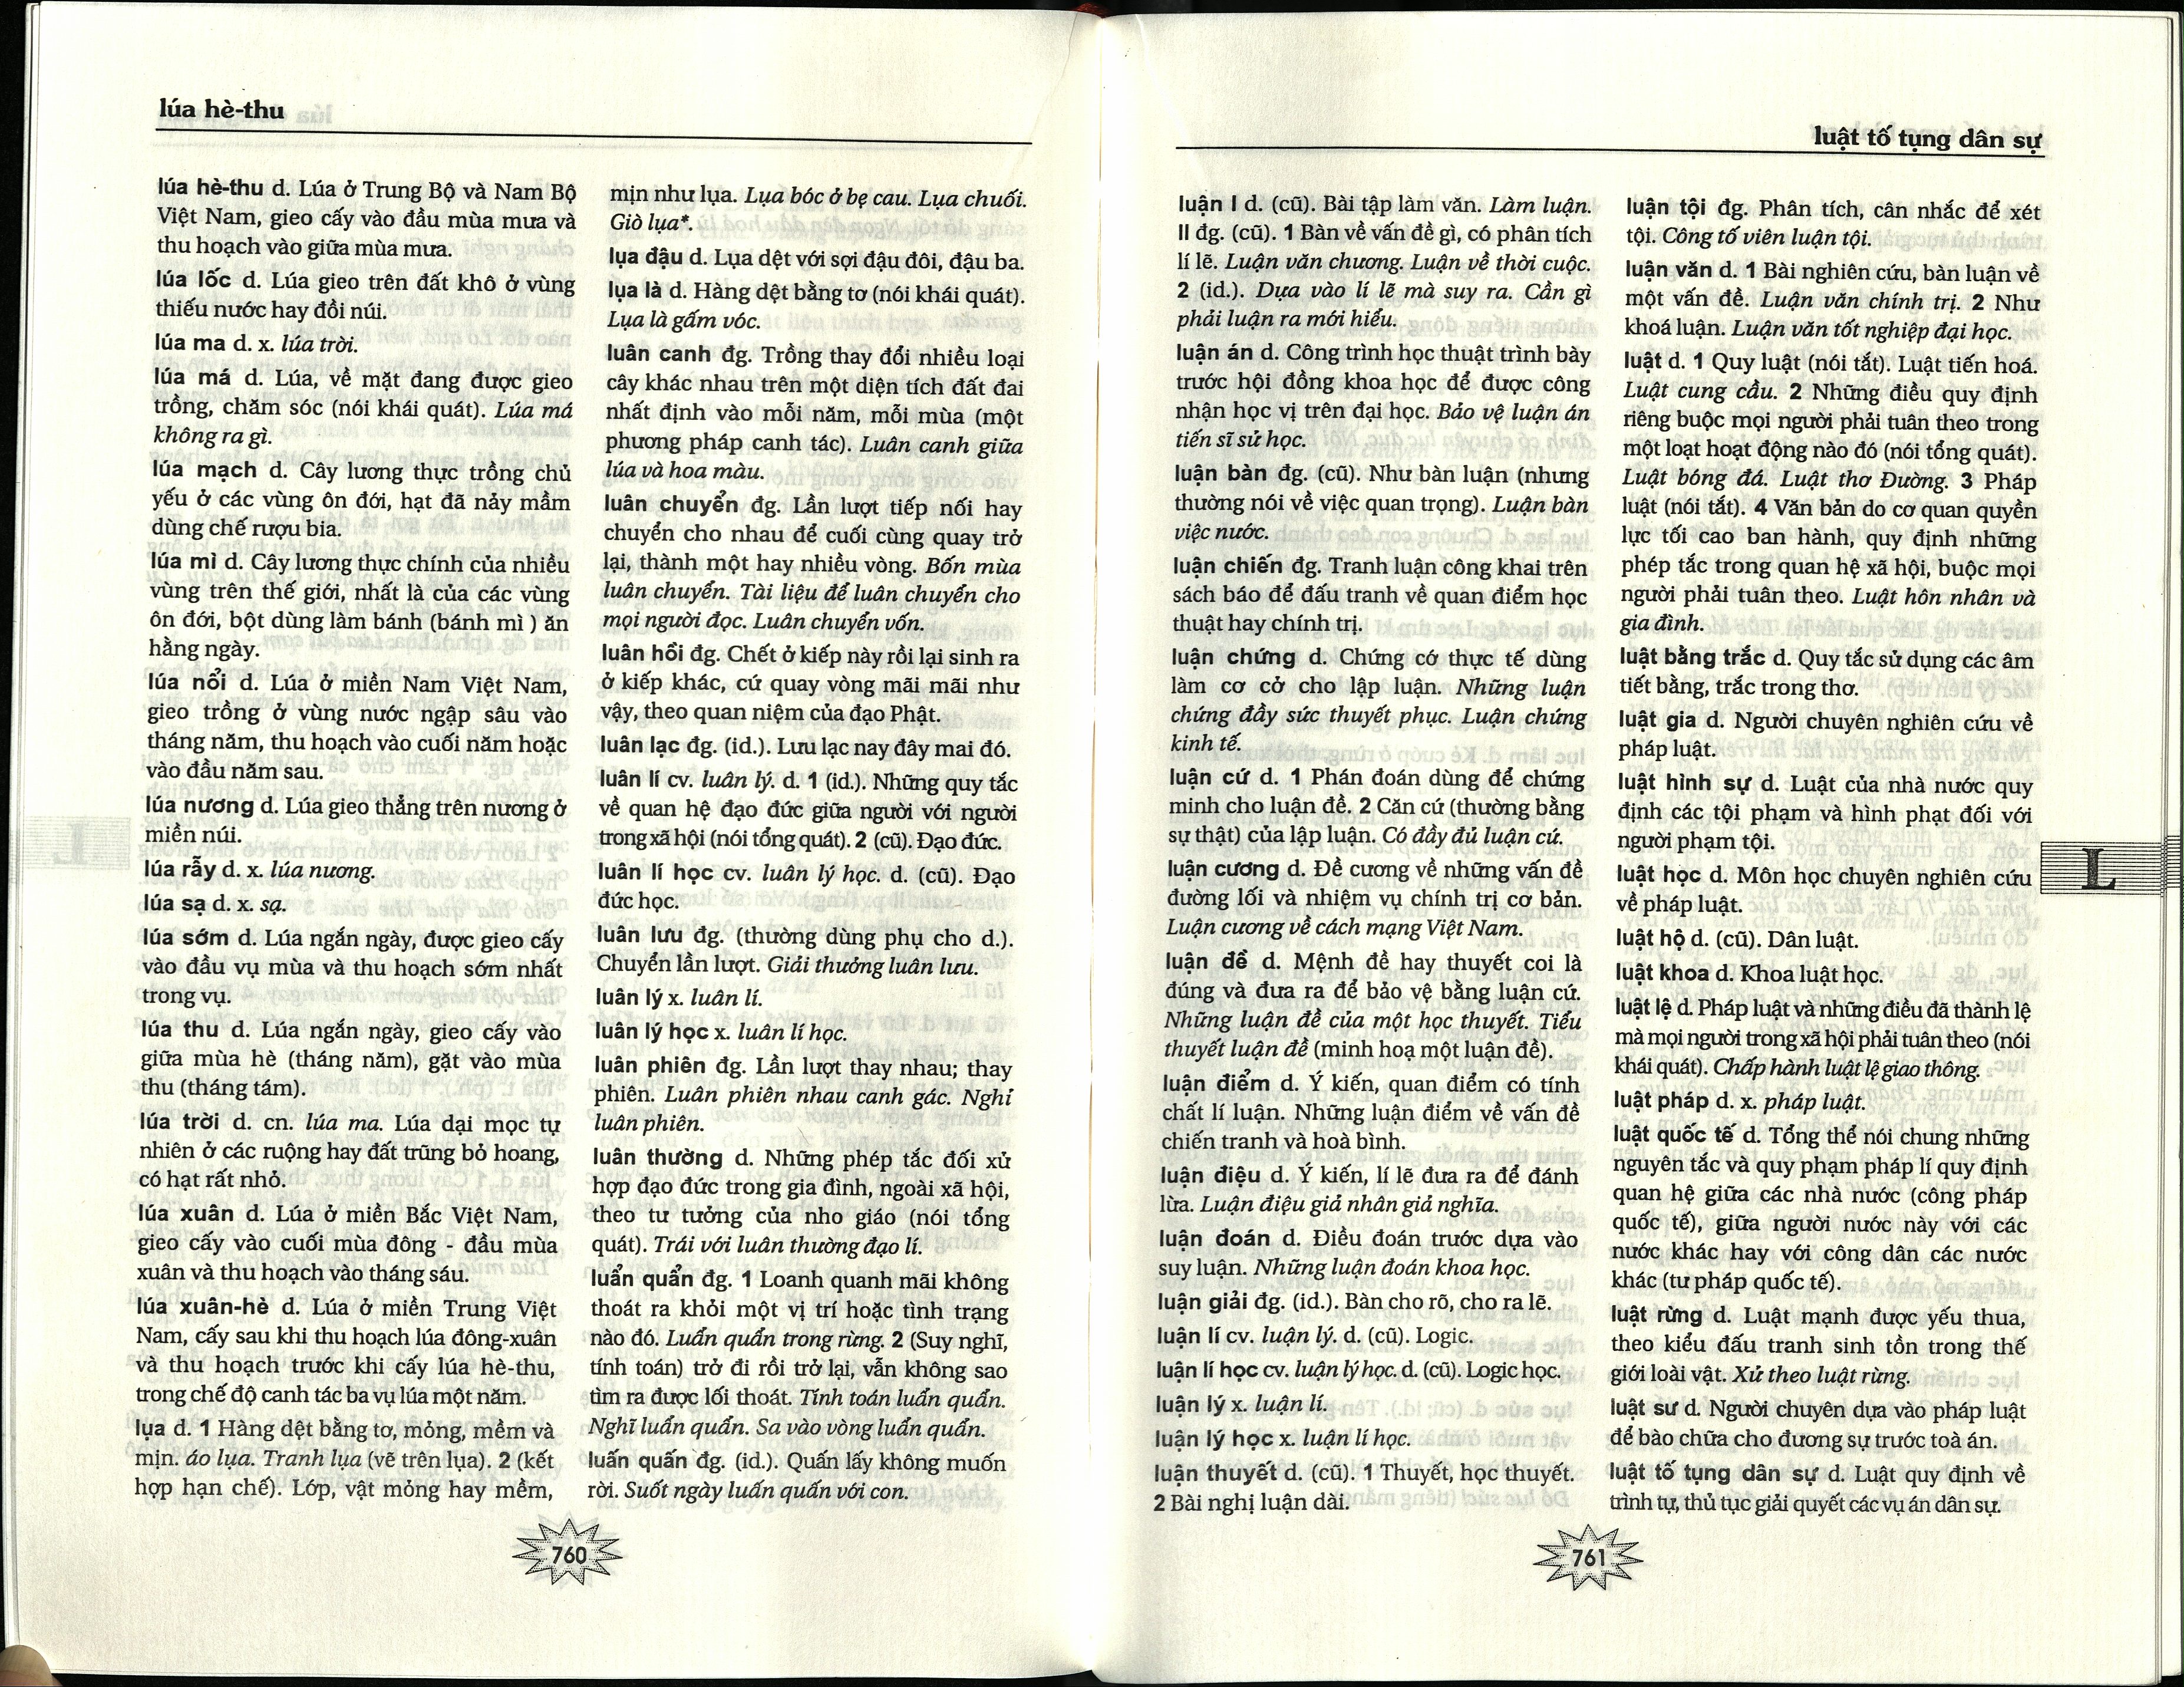 lúa hè-thu
lúa hè-thu d. Lúa ở Trung Bộ và Nam Bộ
Việt Nam, gieo cấy vào đầu mùa mưa và
thu hoạch vào giữa mùa mưa.
lúa lốc d. Lúa gieo trên đất khô ở vùng
thiếu nước hay đồi núi.
lúa ma d. x. lúa trời.
lúa má d. Lúa, về mặt đang được gieo
trồng, chăm sóc (nói khái quát). Lúa má
không ra gì.
lúa mạch d. Cây lương thực trồng chủ
yếu ở các vùng ôn đới, hạt đã nảy mầm
dùng chế rượu bia.
lúa mì d. Cây lương thực chính của nhiều
vùng trên thế giới, nhất là của các vùng
ôn đới, bột dùng làm bánh (bánh mì ) ăn
hằng ngày.
lúa nổi d. Lúa ở miền Nam Việt Nam,
gieo trồng ở vùng nước ngập sâu vào
tháng năm, thu hoạch vào cuối năm hoặc
vào đầu năm sau.
lúa nương d. Lúa gieo thẳng trên nương ở
miền núi.
lúa rẫy d. x. lúa nương.
lúa sạ d. x. sạ.
lúa sớm d. Lúa ngắn ngày, được gieo cấy
vào đầu vụ mùa và thu hoạch sớm nhất
trong vụ.
lúa thu d. Lúa ngắn ngày, gieo cấy vào
giữa mùa hè (tháng năm), gặt vào mùa
thu (tháng tám).
lúa trời d. cn. lúa ma. Lúa dại mọc tự
nhiên ở các ruộng hay đất trũng bỏ hoang,
có hạt rất nhỏ.
lúa xuân d. Lúa ở miền Bắc Việt Nam,
gieo cấy vào cuối mùa đông - đầu mùa
xuân và thu hoạch vào tháng sáu.
lúa xuân-hè d. Lúa ở miền Trung Việt
Nam, cấy sau khi thu hoạch lúa đông-xuân
và thu hoạch trước khi cấy lúa hè-thu,
trong chế độ canh tác ba vụ lúa một năm.
lụa d. 1 Hàng dệt bằng tơ, mỏng, mềm và
mịn. áo lụa. Tranh lụa (vẽ trên lụa). 2 (kết
hợp hạn chế). Lớp, vật mỏng hay mềm,
mịn như lụa. Lụa bóc ở bẹ cau. Lụa chuối.
Giò lụa*.
lụa đậu d. Lụa dệt với sợi đậu đôi, đậu ba.
lụa là d. Hàng dệt bằng tơ (nói khái quát).
Lụa là gấm vóc.
luân canh đg. Trồng thay đổi nhiều loại
cây khác nhau trên một diện tích đất đai
nhất định vào mỗi năm, mỗi mùa (một
phương pháp canh tác). Luân canh giữa
lúa và hoa màu.
luân chuyển đg. Lần lượt tiếp nối hay
chuyển cho nhau để cuối cùng quay trở
lại, thành một hay nhiều vòng. Bốn mùa
luân chuyển. Tài liệu để luân chuyển cho
mọi người đọc. Luân chuyển vốn.
luân hồi đg. Chết ở kiếp này rồi lại sinh ra
ở kiếp khác, cứ quay vòng mãi mãi như
vậy, theo quan niệm của đạo Phật.
luân lạc đg. (id.). Lưu lạc nay đây mai đó.
luân lí cv. luân lý. d. 1 (id.). Những quy tắc
về quan hệ đạo đức giữa người với người
trong xã hội (nói tổng quát). 2 (cũ). Đạo đức.
luân lí học cv. luân lý học. d. (cũ). Đạo
đức học.
luân lưu đg. (thường dùng phụ cho d.).
Chuyển lần lượt. Giải thưởng luân lưu.
luân lý x. luân lí.
luân lý học x. luân lí học.
luân phiên đg. Lần lượt thay nhau; thay
phiên. Luân phiên nhau canh gác. Nghỉ
luân phiên.
luân thường d. Những phép tắc đối xử
hợp đạo đức trong gia đình, ngoài xã hội,
theo tư tưởng của nho giáo (nói tổng
quát). Trái với luân thường đạo lí.
luẩn quẩn đg. 1 Loanh quanh mãi không
thoát ra khỏi một vị trí hoặc tình trạng
nào đó. Luẩn quẩn trong rừng. 2 (Suy nghĩ,
tính toán) trở đi rồi trở lại, vẫn không sao
tìm ra được lối thoát. Tính toán luẩn quẩn.
Nghĩ luẩn quẩn. Sa vào vòng luẩn quẩn.
luấn quấn đg. (id.). Quấn lấy không muốn
rời. Suốt ngày luấn quấn với con.
760
luật tố tụng dân sự
luận I d. (cũ). Bài tập làm văn. Làm luận.
II đg. (cũ). 1 Bàn về vấn đề gì, có phân tích
lí lẽ. Luận văn chương. Luận về thời cuộc.
2 (id.). Dựa vào lí lẽ mà suy ra. Cần gì
phải luận ra mới hiểu.
luận án d. Công trình học thuật trình bày
trước hội đồng khoa học để được công
nhận học vị trên đại học. Bảo vệ luận án
tiến sĩ sử học.
luận bàn đg. (cũ). Như bàn luận (nhưng
thường nói về việc quan trọng). Luận bàn
việc nước.
luận chiến đg. Tranh luận công khai trên
sách báo để đấu tranh về quan điểm học
thuật hay chính trị.
luận chứng d. Chứng cớ thực tế dùng
làm cơ cở cho lập luận. Những luận
chứng đầy sức thuyết phục. Luận chứng
kinh tế.
luận cứ d. 1 Phán đoán dùng để chứng
minh cho luận đề. 2 Căn cứ (thường bằng
sự thật) của lập luận. Có đầy đủ luận cứ.
luận cương d. Đề cương về những vấn đề
đường lối và nhiệm vụ chính trị cơ bản.
Luận cương về cách mạng Việt Nam.
luận đề d. Mệnh đề hay thuyết coi là
đúng và đưa ra để bảo vệ bằng luận cứ.
Những luận đề của một học thuyết. Tiểu
thuyết luận đề (minh hoạ một luận đề).
luận điểm d. Ý kiến, quan điểm có tính
chất lí luận. Những luận điểm về vấn đề
chiến tranh và hoà bình.
luận điệu d. Ý kiến, lí lẽ đưa ra để đánh
lừa. Luận điệu giả nhân giả nghĩa.
luận đoán d. Điều đoán trước dựa vào
suy luận. Những luận đoán khoa học.
luận giải đg. (id.). Bàn cho rõ, cho ra lẽ.
luận lí cv. luận lý. d. (cũ). Logic.
luận lí học cv. luận lý học. d. (cũ). Logic học.
luận lý x. luận lí.
luận lý học x. luận lí học.
luận thuyết d. (cũ). 1 Thuyết, học thuyết.
2 Bài nghị luận dài.
luận tội đg. Phân tích, cân nhắc để xét
tội. Công tố viên luận tội.
luận văn d. 1 Bài nghiên cứu, bàn luận về
một vấn đề. Luận văn chính trị. 2 Như
khoá luận. Luận văn tốt nghiệp đại học.
luật d. 1 Quy luật (nói tắt). Luật tiến hoá.
Luật cung cầu. 2 Những điều quy định
riêng buộc mọi người phải tuân theo trong
một loạt hoạt động nào đó (nói tổng quát).
Luật bóng đá. Luật thơ Đường. 3 Pháp
luật (nói tắt). 4 Văn bản do cơ quan quyền
lực tối cao ban hành, quy định những
phép tắc trong quan hệ xã hội, buộc mọi
người phải tuân theo. Luật hôn nhân và
gia đình.
luật bằng trắc d. Quy tắc sử dụng các âm
tiết bằng, trắc trong thơ.
luật gia d. Người chuyên nghiên cứu về
pháp luật.
luật hình sự d. Luật của nhà nước quy
định các tội phạm và hình phạt đối với
người phạm tội.
luật học d. Môn học chuyên nghiên cứu
về pháp luật.
luật hộ d. (cũ). Dân luật.
luật khoa d. Khoa luật học.
luật lệ d. Pháp luật và những điều đã thành lệ
mà mọi người trong xã hội phải tuân theo (nói
khái quát). Chấp hành luật lệ giao thông.
luật pháp d. x. pháp luật.
luật quốc tế d. Tổng thể nói chung những
nguyên tắc và quy phạm pháp lí quy định
quan hệ giữa các nhà nước (công pháp
quốc tế), giữa người nước này với các
nước khác hay với công dân các nước
khác (tư pháp quốc tế).
luật rừng d. Luật mạnh được yếu thua,
theo kiểu đấu tranh sinh tồn trong thế
giới loài vật. Xử theo luật rừng.
luật sư d. Người chuyên dựa vào pháp luật
để bào chữa cho đương sự trước toà án.
luật tố tụng dân sự d. Luật quy định về
trình tự, thủ tục giải quyết các vụ án dân sự.
L
761